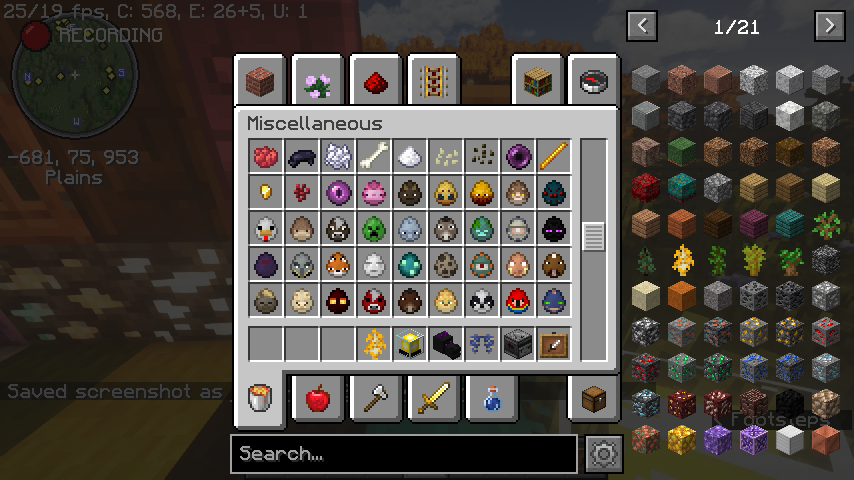 25/19 fps, C: 568, E: 26+5, U: 1
RECORDING
N
S
-681, 75, 953
Plains
Saved screenshot as
Miscellaneous
Search...
1/21